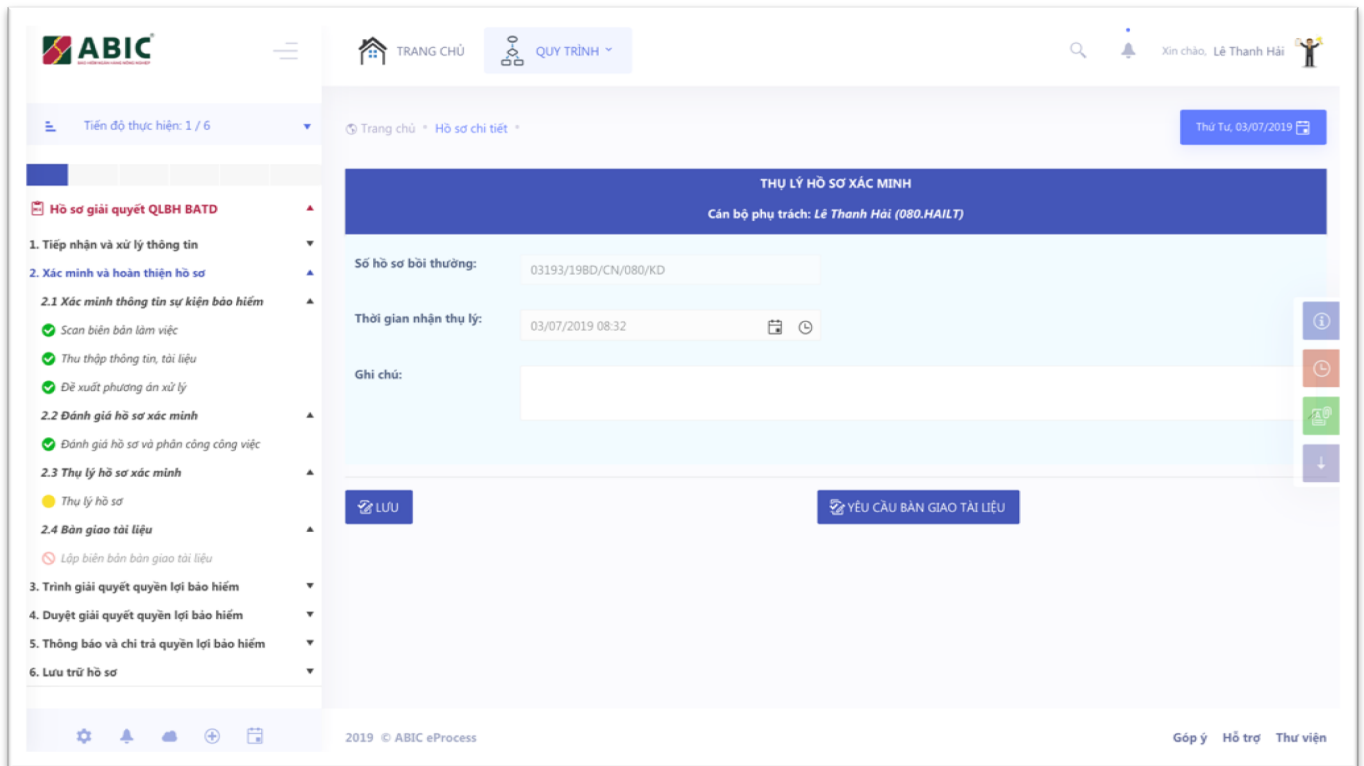 ABIC
TRANG CHỦ
QUY TRÌNH
Xin chào, Lê Thanh Hải
Tiến độ thực hiện: 1 / 6
Trang chủ • Hồ sơ chi tiết •
Thứ Tư, 03/07/2019
Hồ sơ giải quyết QLBH BATD
1. Tiếp nhận và xử lý thông tin
2. Xác minh và hoàn thiện hồ sơ
2.1 Xác minh thông tin sự kiện bảo hiểm
Scan biên bản làm việc
Thu thập thông tin, tài liệu
Đề xuất phương án xử lý
2.2 Đánh giá hồ sơ xác minh
Đánh giá hồ sơ và phân công công việc
2.3 Thụ lý hồ sơ xác minh
Thụ lý hồ sơ
2.4 Bàn giao tài liệu
Lập biên bản bàn giao tài liệu
3. Trình giải quyết quyền lợi bảo hiểm
4. Duyệt giải quyết quyền lợi bảo hiểm
5. Thông báo và chi trả quyền lợi bảo hiểm
6. Lưu trữ hồ sơ
THỤ LÝ HỒ SƠ XÁC MINH
Cán bộ phụ trách: Lê Thanh Hải (080.HAILT)
Số hồ sơ bồi thường: 03193/19BD/CN/080/KD
Thời gian nhận thụ lý: 03/07/2019 08:32
Ghi chú:
LƯU
YÊU CẦU BÀN GIAO TÀI LIỆU
2019 © ABIC eProcess
Góp ý Hỗ trợ Thư viện